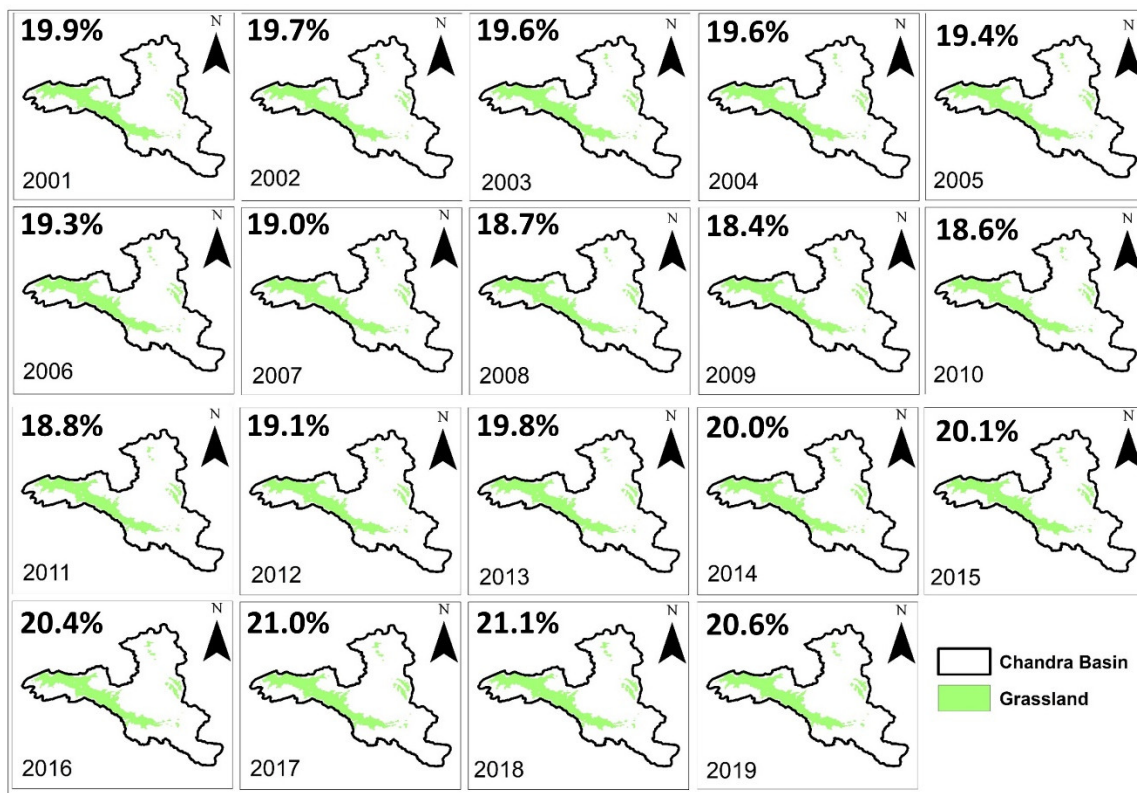 19.9% N
2001
19.7% N
2002
19.6% N
2003
19.6% N
2004
19.4% N
2005
19.3% N
2006
19.0% N
2007
18.7% N
2008
18.4% N
2009
18.6% N
2010
18.8% N
2011
19.1% N
2012
19.8% N
2013
20.0% N
2014
20.1% N
2015
20.4% N
2016
21.0% N
2017
21.1% N
2018
20.6% N
2019
Chandra Basin
Grassland